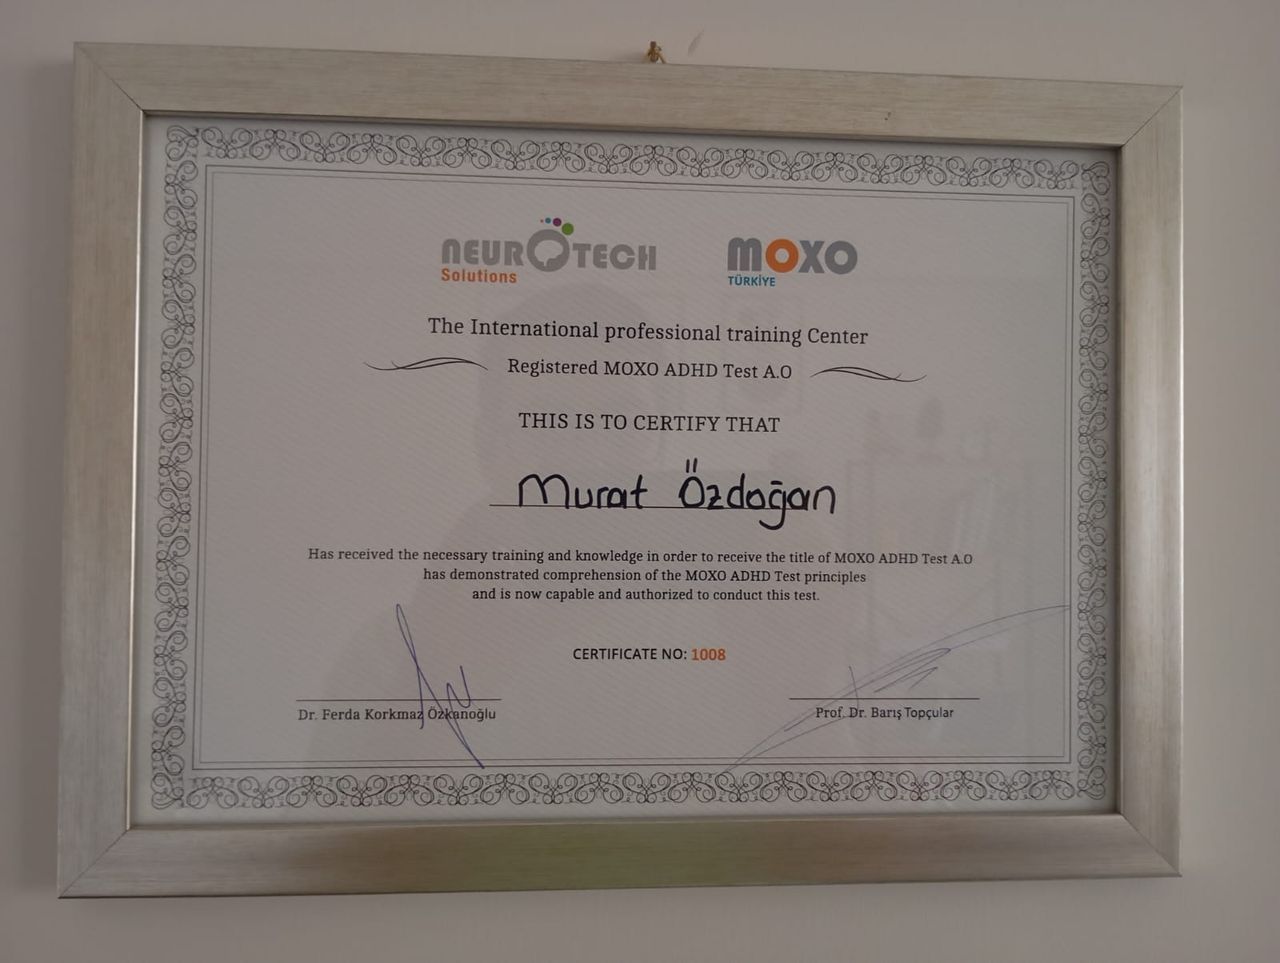 NEUROTECH
Solutions
MOXO
TÜRKİYE
The International professional training Center
Registered MOXO ADHD Test A.O
THIS IS TO CERTIFY THAT
Murat Özdoğan
Has received the necessary training and knowledge in order to receive the title of MOXO ADHD Test A.O
has demonstrated comprehension of the MOXO ADHD Test principles
and is now capable and authorized to conduct this test.
CERTIFICATE NO: 1008
Dr. Ferda Korkmaz Özkanoğlu
Prof. Dr. Barış Topçular